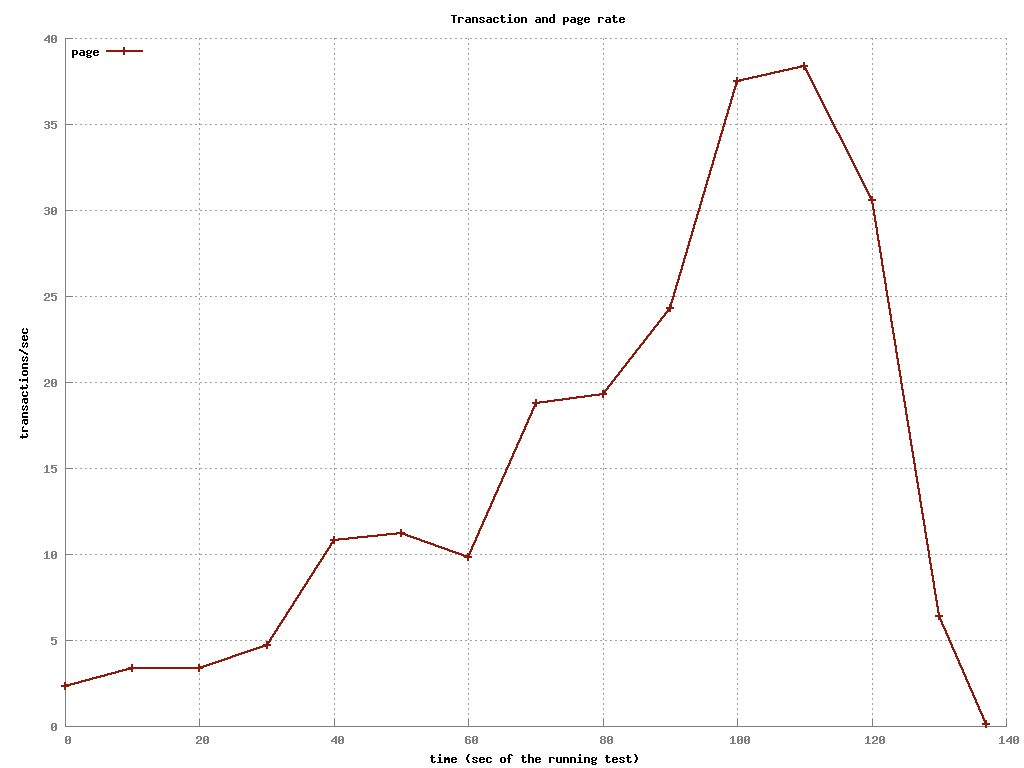 Transaction and page rate
page
40
35
30
25
20
15
10
5
0
transactions/sec
0 20 40 60 80 100 120 140
time (sec of the running test)